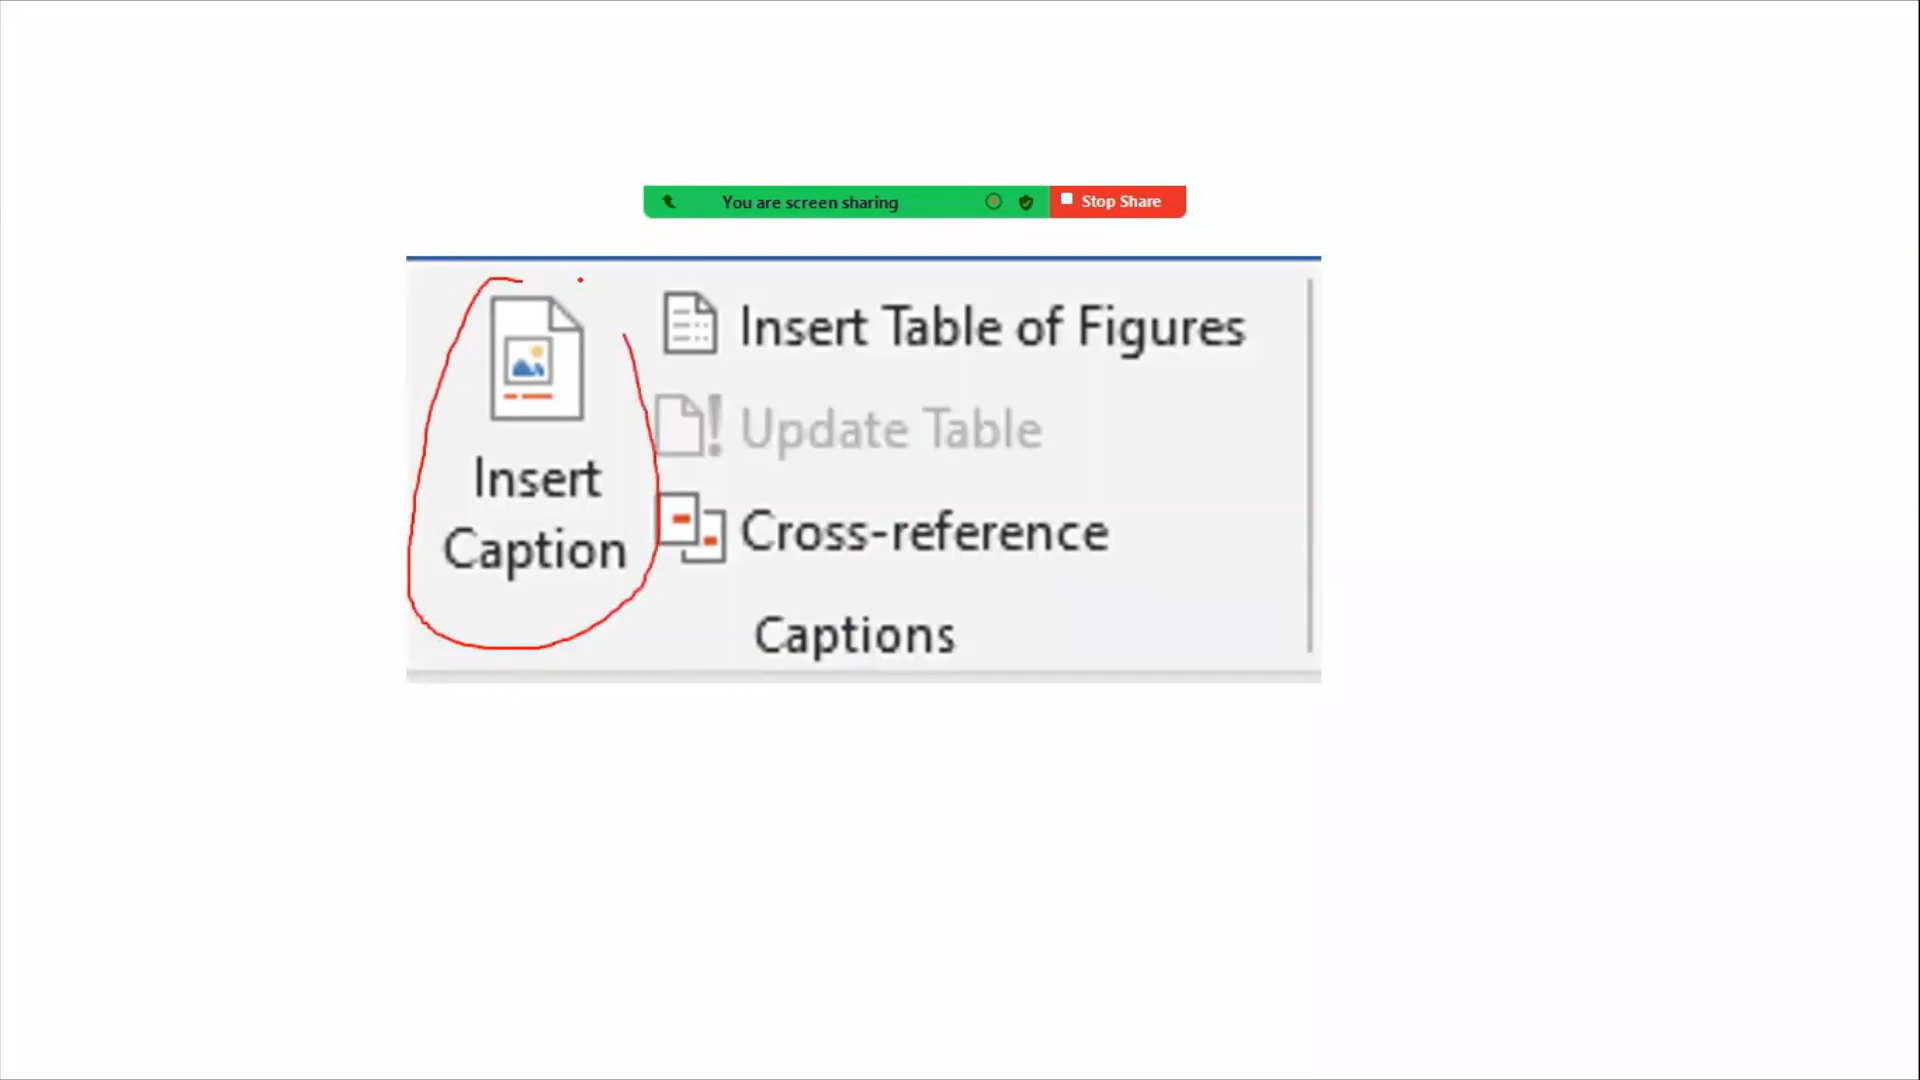 You are screen sharing
Stop Share
Insert Table of Figures
Update Table
Insert
Caption
Cross-reference
Captions